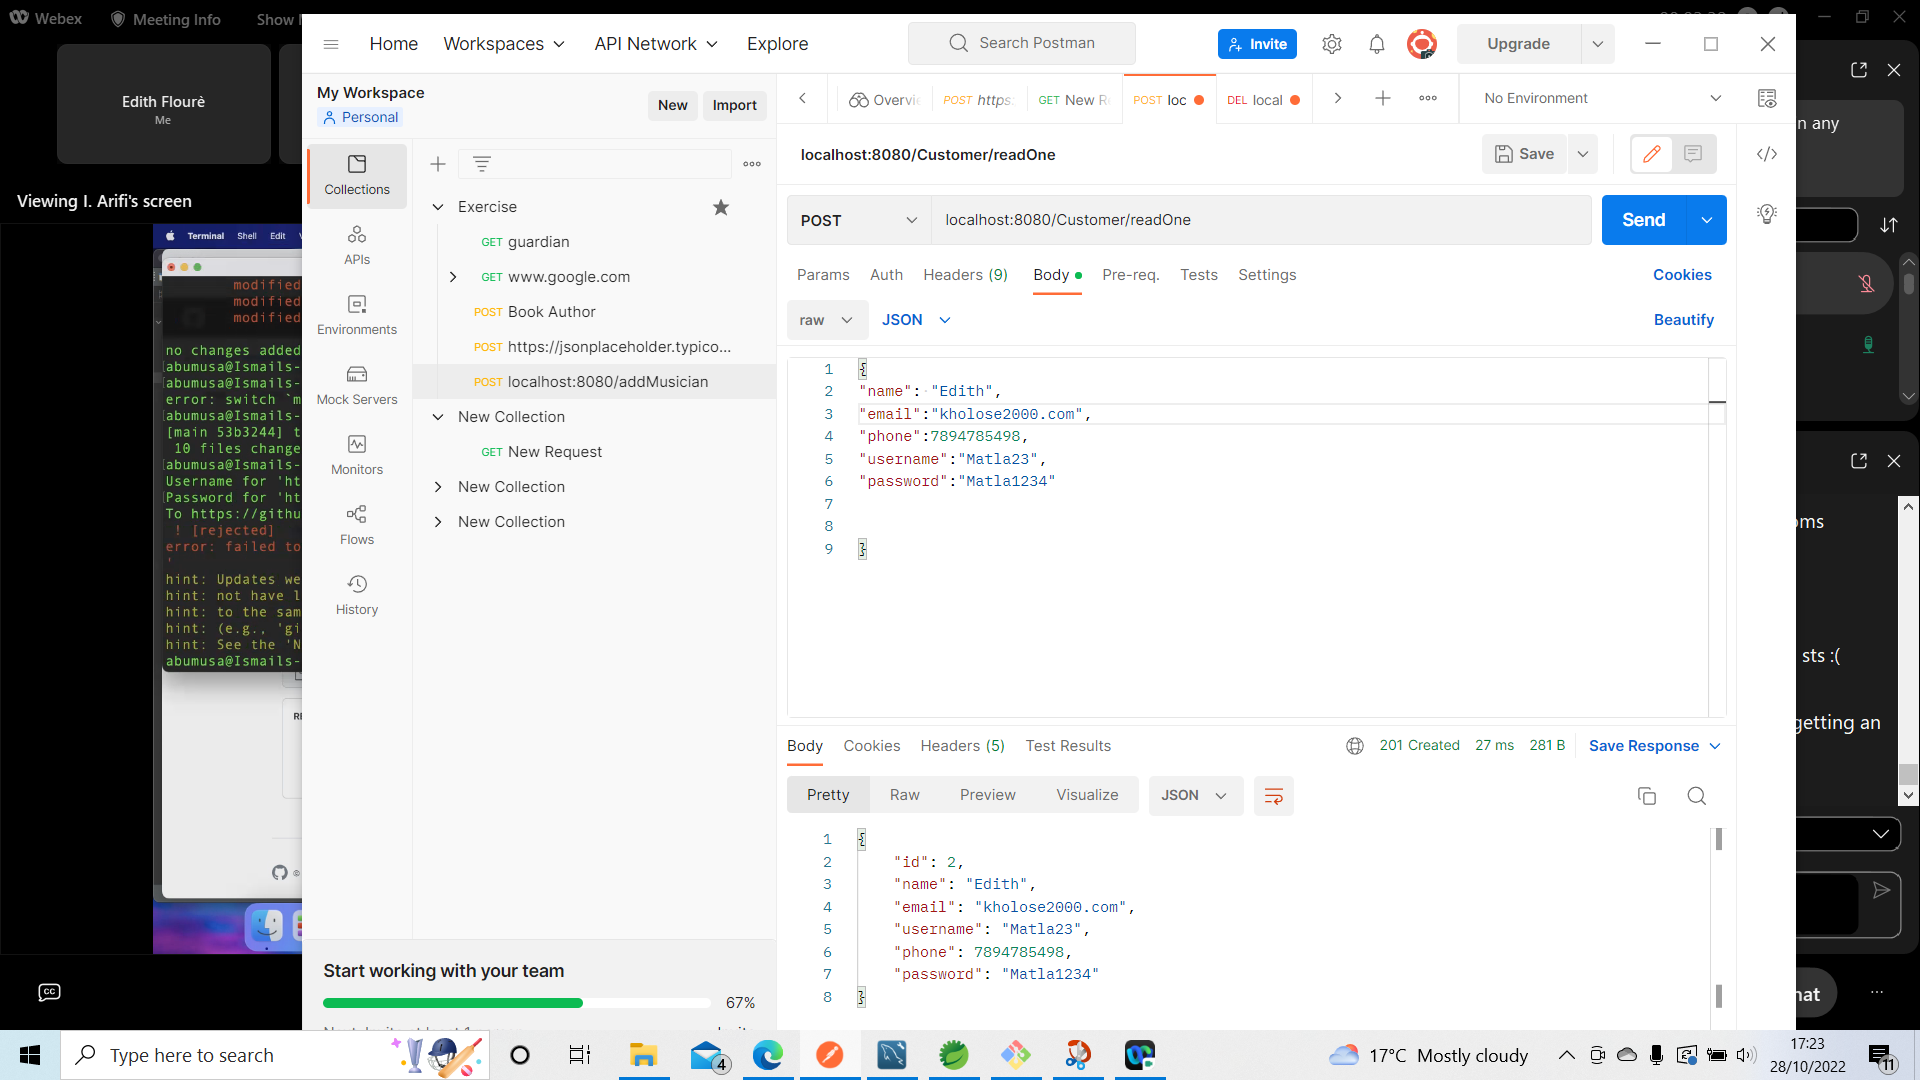 Webex
Meeting Info
Show
Edith Flourè
Me
Viewing I. Arifi's screen
Terminal Shell Edit
modified
modified
modified
no changes added
abumusa@Ismails-
abumusa@Ismails-
error: switch `m
abumusa@Ismails-
[main 53b3244] t
10 files change
abumusa@Ismails-
Username for 'ht
Password for 'ht
To https://githu
! [rejected]
error: failed to
'
hint: Updates we
hint: not have l
hint: to the sam
hint: (e.g., 'gi
hint: See the 'N
abumusa@Ismails-
Home
Workspaces
API Network
Explore
Search Postman
Invite
Upgrade
My Workspace
Personal
New
Import
Overvi
POST https:
GET New R
POST loc
DEL local
No Environment
Collections
APIs
Environments
Mock Servers
Monitors
Flows
History
Exercise
GET guardian
GET www.google.com
POST Book Author
POST https://jsonplaceholder.typico...
POST localhost:8080/addMusician
New Collection
GET New Request
New Collection
New Collection
Start working with your team
67%
localhost:8080/Customer/readOne
Save
POST
localhost:8080/Customer/readOne
Send
Params Auth Headers (9) Body Pre-req. Tests Settings
Cookies
raw JSON
Beautify
1 {
2 "name": "Edith",
3 "email":"kholose2000.com",
4 "phone":7894785498,
5 "username":"Matla23",
6 "password":"Matla1234"
7
8
9 }
Body Cookies Headers (5) Test Results
201 Created 27 ms 281 B Save Response
Pretty Raw Preview Visualize JSON
1 {
2 "id": 2,
3 "name": "Edith",
4 "email": "kholose2000.com",
5 "username": "Matla23",
6 "phone": 7894785498,
7 "password": "Matla1234"
8 }
n any
oms
sts :(
getting an
hat
CC
Type here to search
4
17°C Mostly cloudy
17:23
28/10/2022
11